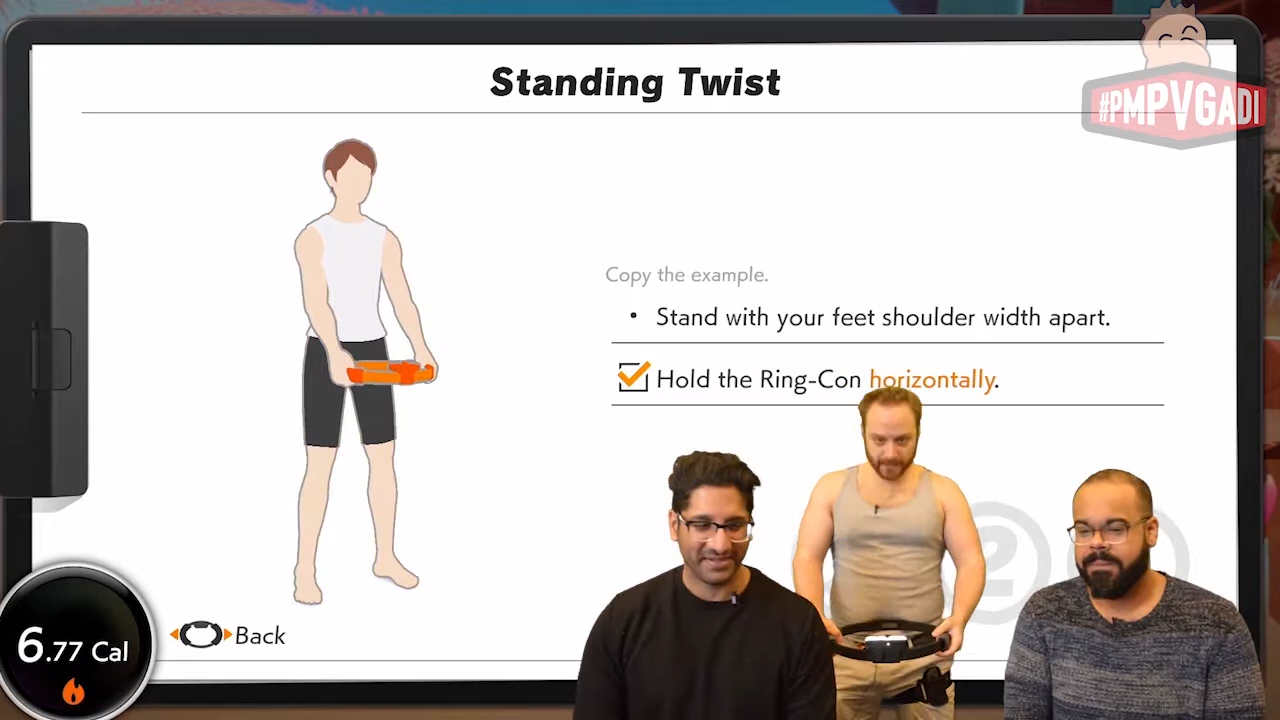 Standing Twist
#PMPVGADI
Copy the example.
• Stand with your feet shoulder width apart.
Hold the Ring-Con horizontally.
2
6.77 Cal
Back